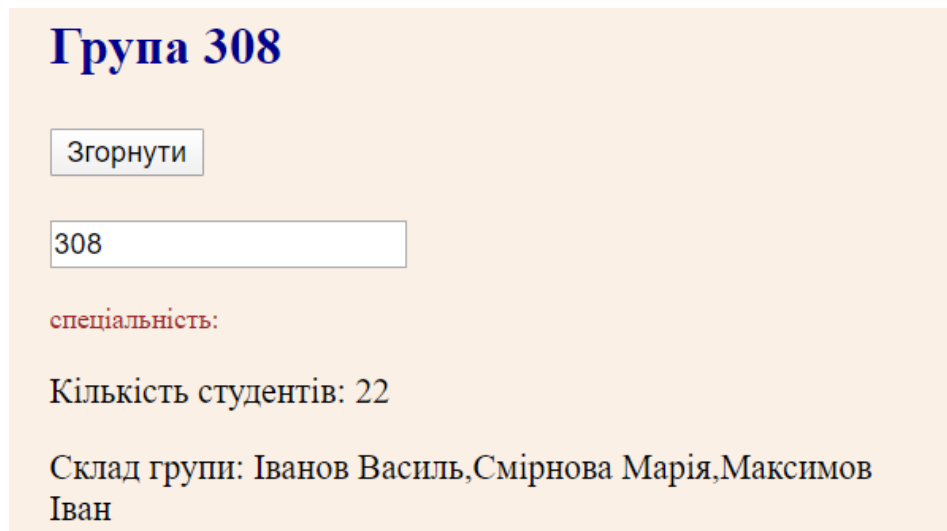 Група 308
Згорнути
308
спеціальність:
Кількість студентів: 22
Склад групи: Іванов Василь,Смірнова Марія,Максимов
Іван